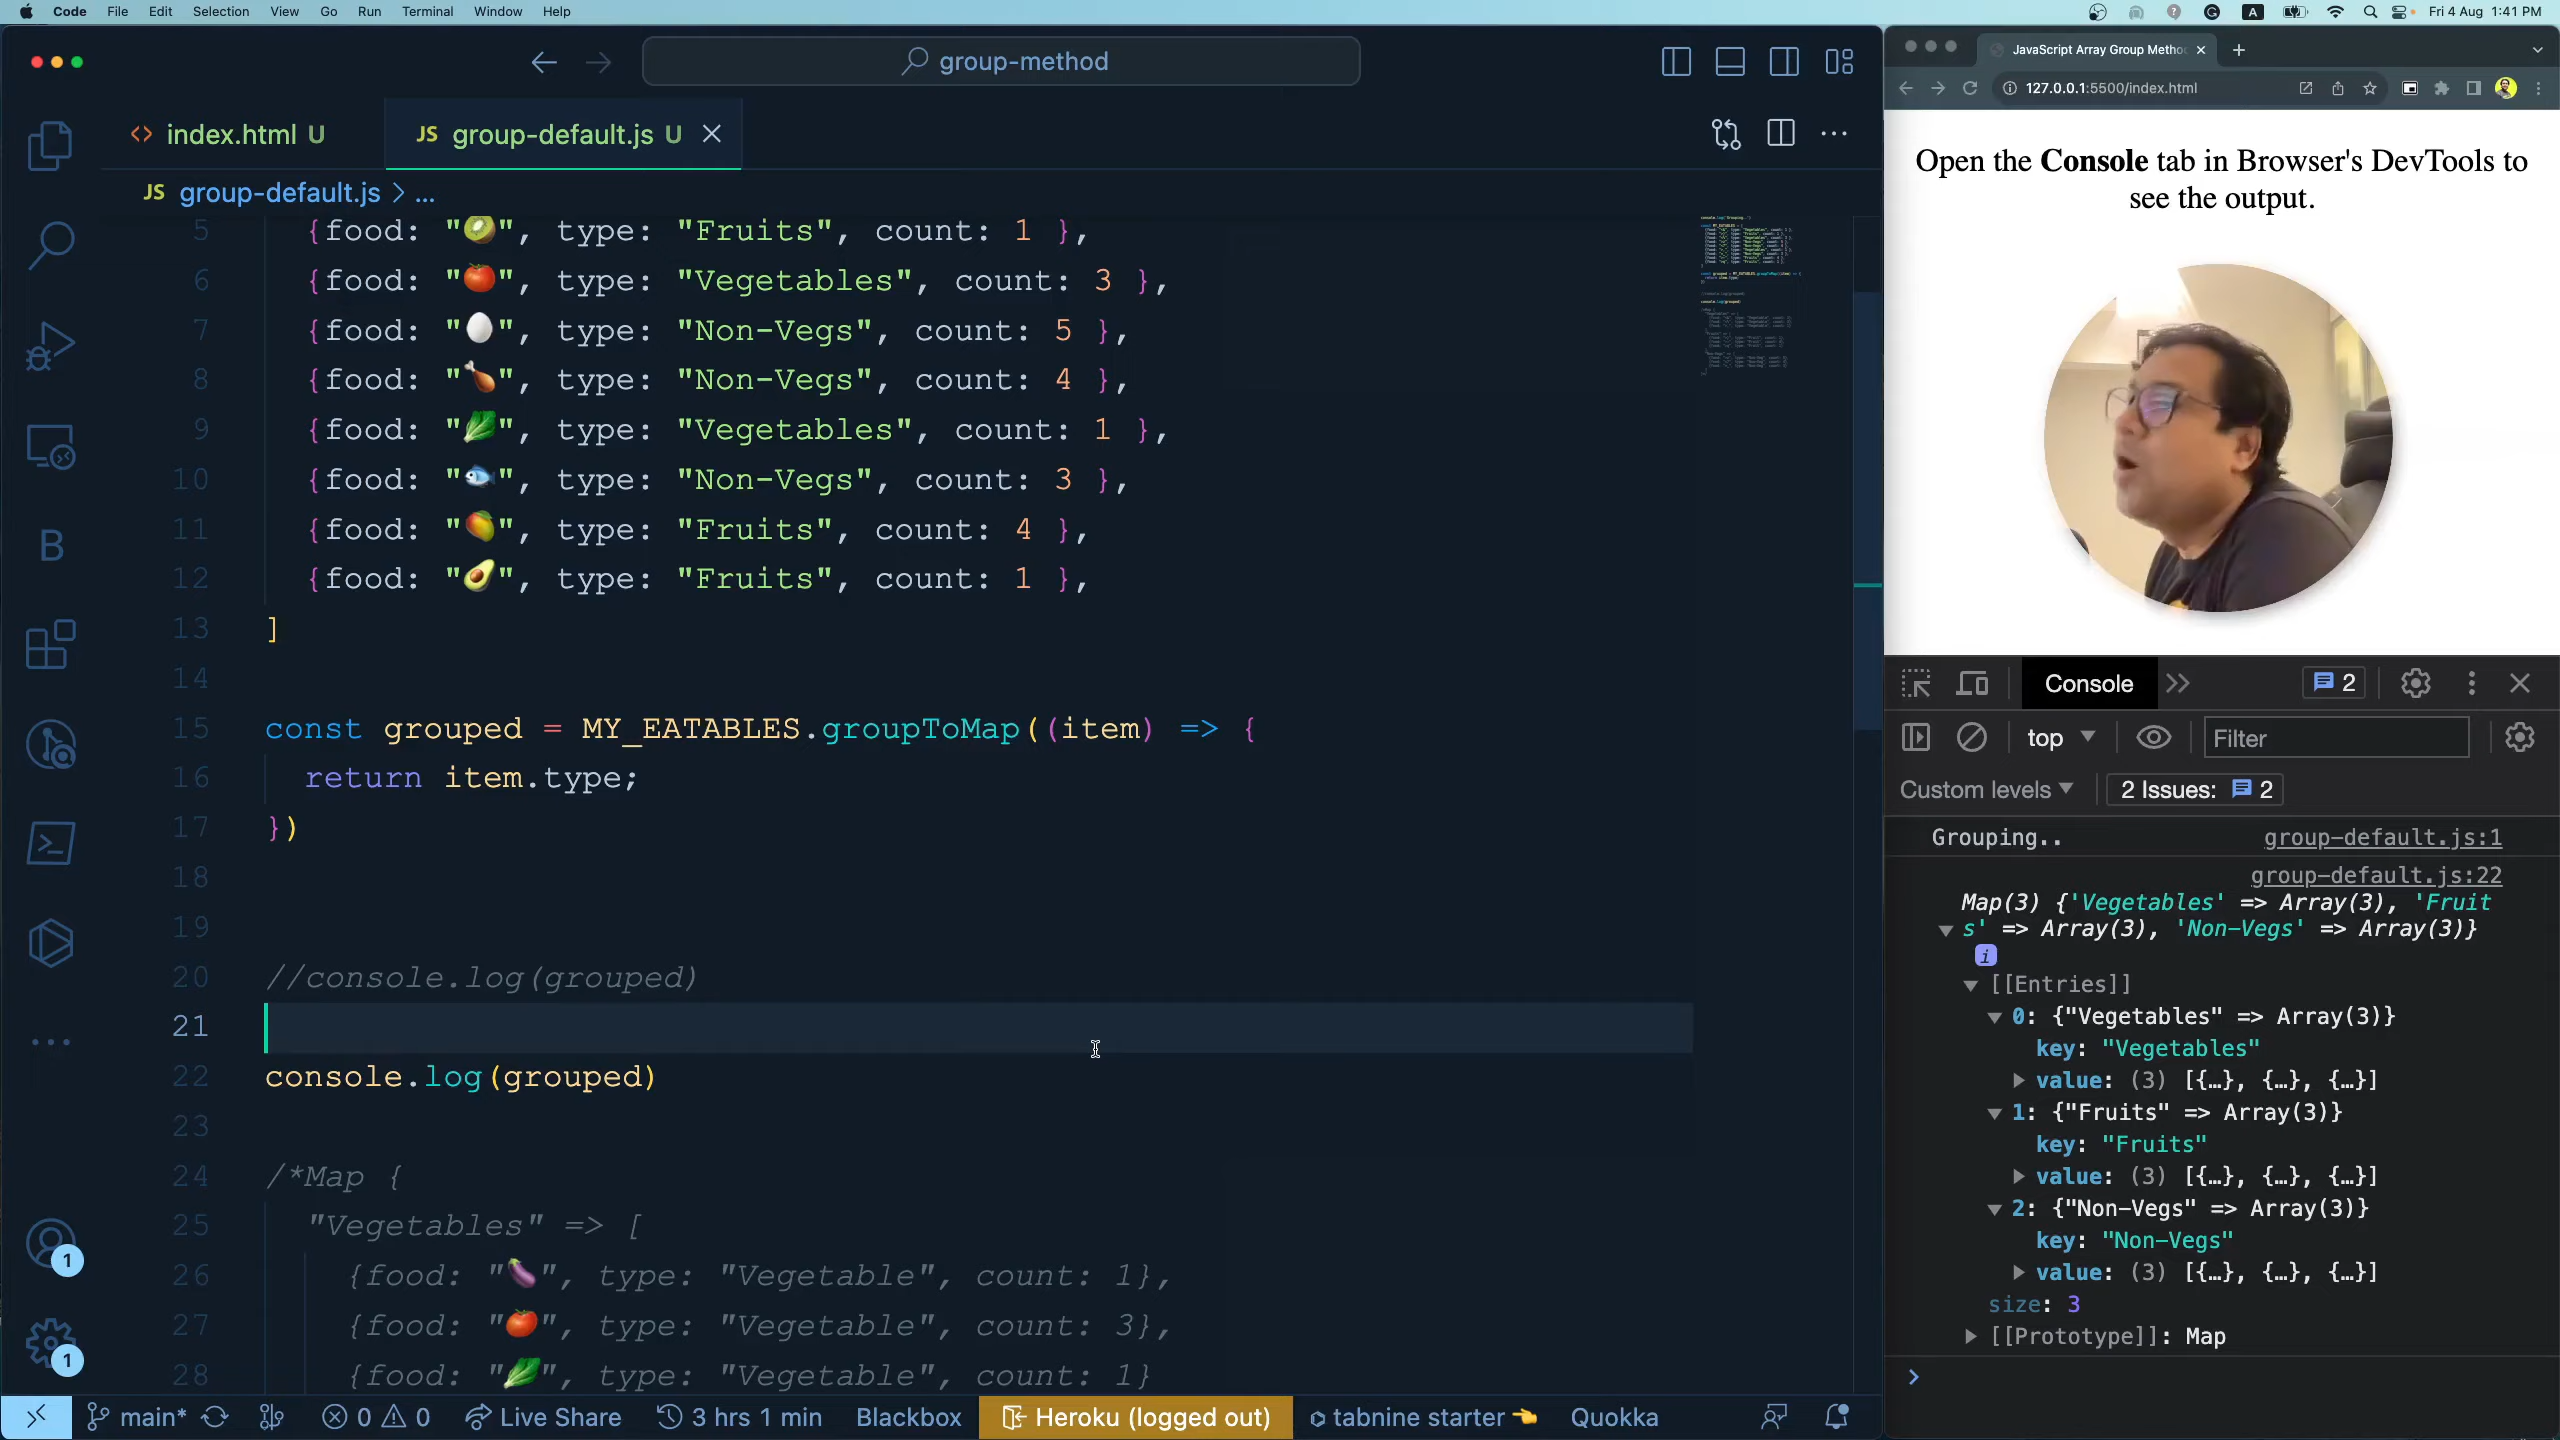 Code File Edit Selection View Go Run Terminal Window Help
A
Fri 4 Aug 1:41 PM
group-method
index.html U
JS group-default.js U
JS group-default.js > ...
5 {food: "🥝", type: "Fruits", count: 1 },
6 {food: "🍅", type: "Vegetables", count: 3 },
7 {food: "🥚", type: "Non-Vegs", count: 5 },
8 {food: "🍗", type: "Non-Vegs", count: 4 },
9 {food: "🥬", type: "Vegetables", count: 1 },
10 {food: "🐟", type: "Non-Vegs", count: 3 },
11 {food: "🥭", type: "Fruits", count: 4 },
12 {food: "🥑", type: "Fruits", count: 1 },
13 ]
14
15 const grouped = MY_EATABLES.groupToMap((item) => {
16 return item.type;
17 })
18
19
20 //console.log(grouped)
21
22 console.log(grouped)
23
24 /*Map {
25 "Vegetables" => [
26 {food: "🍆", type: "Vegetable", count: 1},
27 {food: "🍅", type: "Vegetable", count: 3},
28 {food: "🥬", type: "Vegetable", count: 1}
B
1
1
main* 0 0 Live Share 3 hrs 1 min Blackbox Heroku (logged out) tabnine starter 👈 Quokka
JavaScript Array Group Metho
127.0.0.1:5500/index.html
Open the Console tab in Browser's DevTools to
see the output.
Console 2
top Filter
Custom levels 2 Issues: 2
Grouping.. group-default.js:1
group-default.js:22
Map(3) {'Vegetables' => Array(3), 'Fruit
s' => Array(3), 'Non-Vegs' => Array(3)}
i
[[Entries]]
0: {"Vegetables" => Array(3)}
key: "Vegetables"
value: (3) [{…}, {…}, {…}]
1: {"Fruits" => Array(3)}
key: "Fruits"
value: (3) [{…}, {…}, {…}]
2: {"Non-Vegs" => Array(3)}
key: "Non-Vegs"
value: (3) [{…}, {…}, {…}]
size: 3
[[Prototype]]: Map